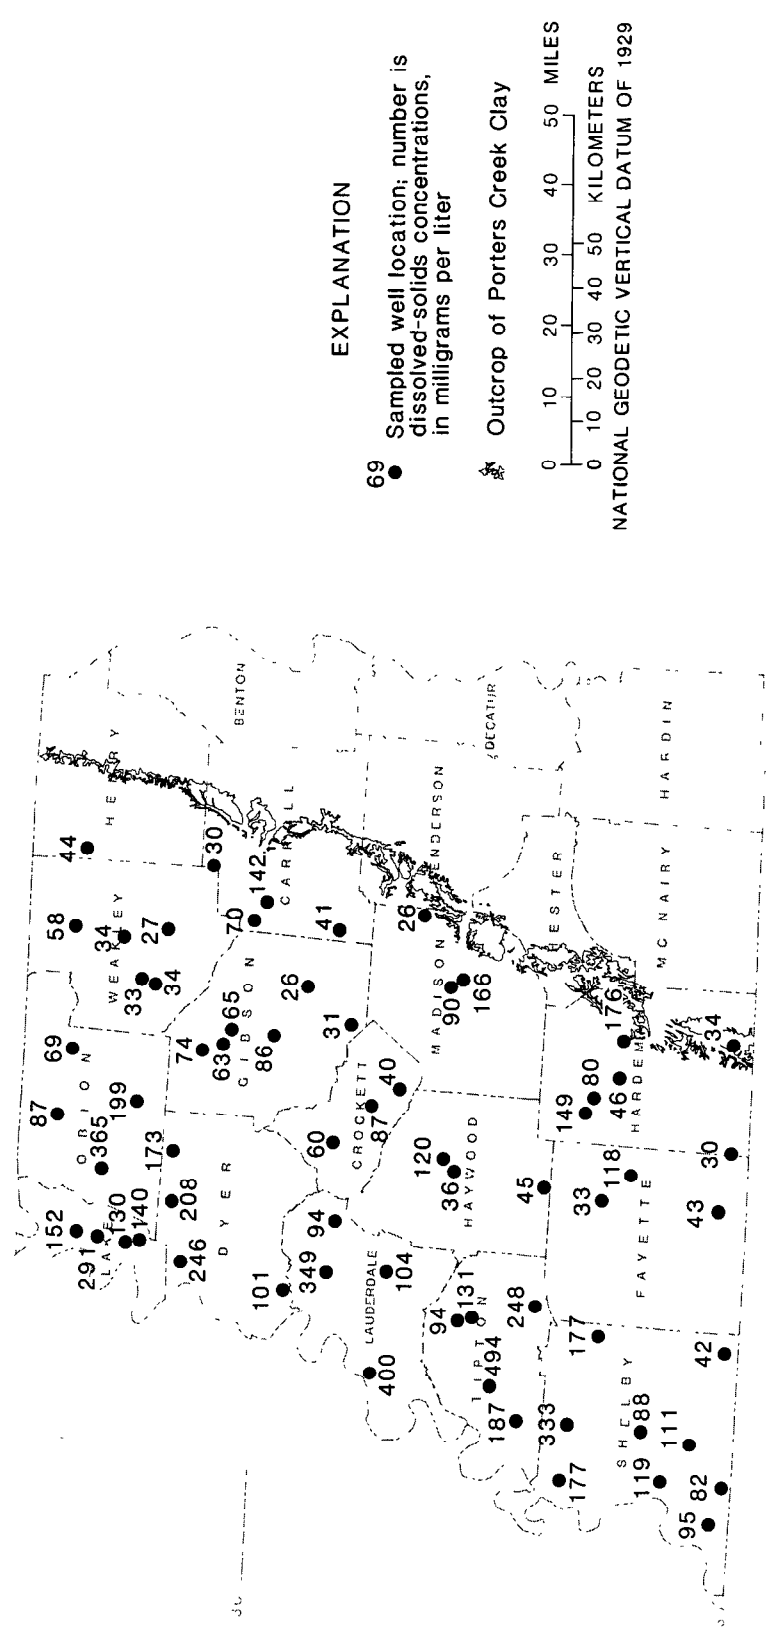 EXPLANATION
69
Sampled well location; number is
dissolved-solids concentrations,
in milligrams per liter
Outcrop of Porters Creek Clay
0 10 20 30 40 50 MILES
0 10 20 30 40 50 KILOMETERS
NATIONAL GEODETIC VERTICAL DATUM OF 1929
LAKE
152
291
130
140
OBION
87
69
365
199
173
WEAKLEY
58
34
27
33
34
HENRY
44
30
BENTON
DYER
208
246
101
GIBSON
74
63
65
86
26
31
CARROLL
70
142
41
LAUDERDALE
94
349
104
400
CROCKETT
60
87
40
MADISON
26
90
166
HENDERSON
DECATUR
TIPTON
94
131
494
187
248
HAYWOOD
120
36
45
CHESTER
SHELBY
177
333
177
88
111
119
82
95
42
FAYETTE
33
118
43
30
HARDEMAN
149
80
46
176
34
MC NAIRY
HARDIN